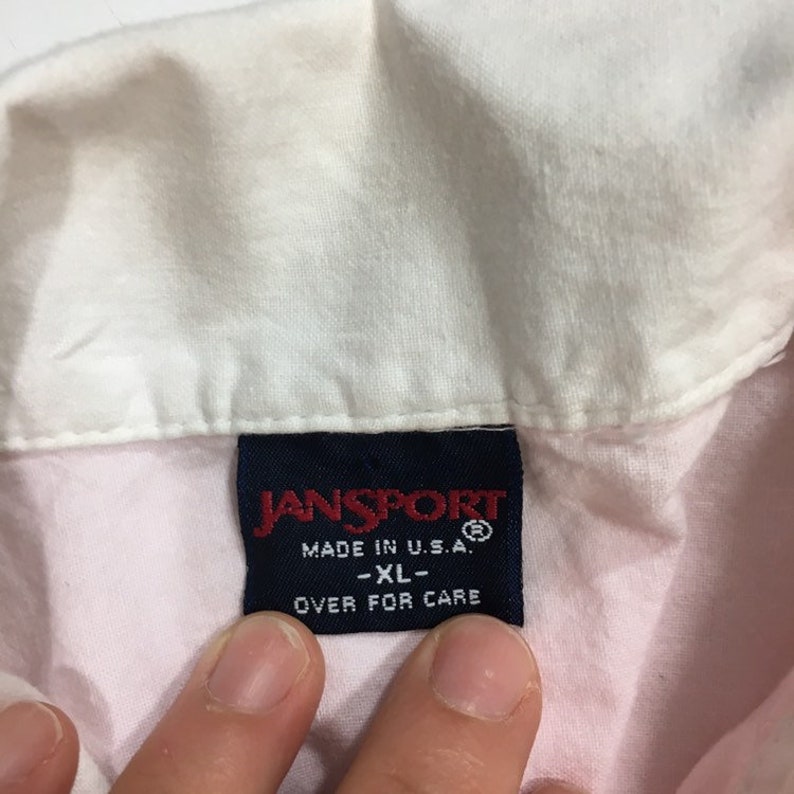 JANSPORT®
MADE IN U.S.A.
-XL-
OVER FOR CARE